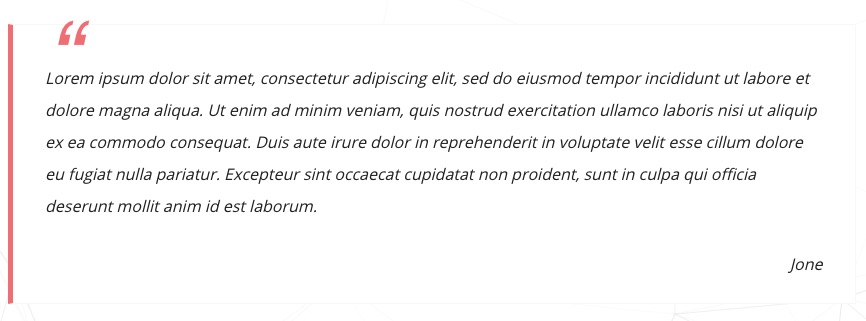 “
Lorem ipsum dolor sit amet, consectetur adipiscing elit, sed do eiusmod tempor incididunt ut labore et
dolore magna aliqua. Ut enim ad minim veniam, quis nostrud exercitation ullamco laboris nisi ut aliquip
ex ea commodo consequat. Duis aute irure dolor in reprehenderit in voluptate velit esse cillum dolore
eu fugiat nulla pariatur. Excepteur sint occaecat cupidatat non proident, sunt in culpa qui officia
deserunt mollit anim id est laborum.
Jone